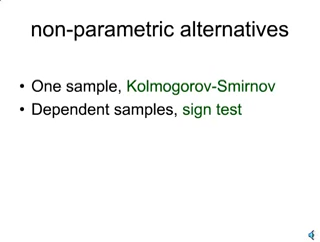 non-parametric alternatives
• One sample, Kolmogorov-Smirnov
• Dependent samples, sign test